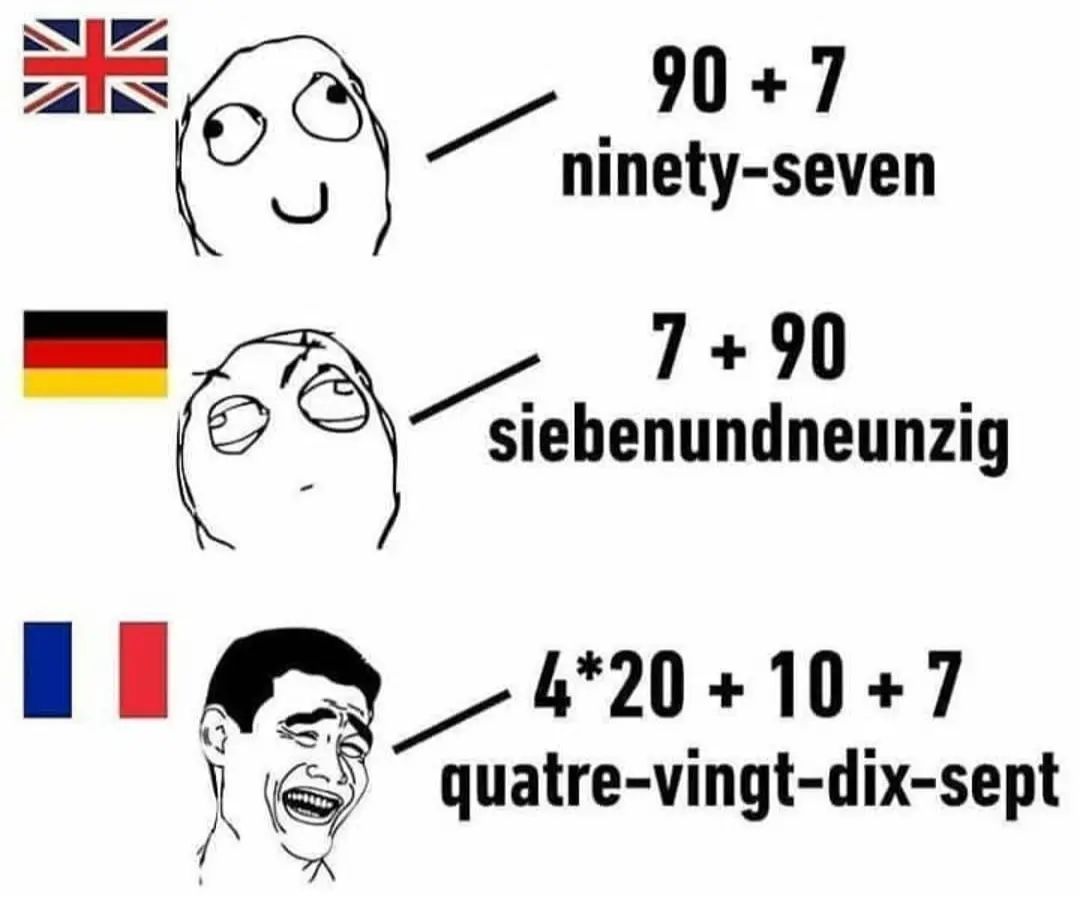 90 + 7
ninety-seven
7 + 90
siebenundneunzig
4*20 + 10 + 7
quatre-vingt-dix-sept